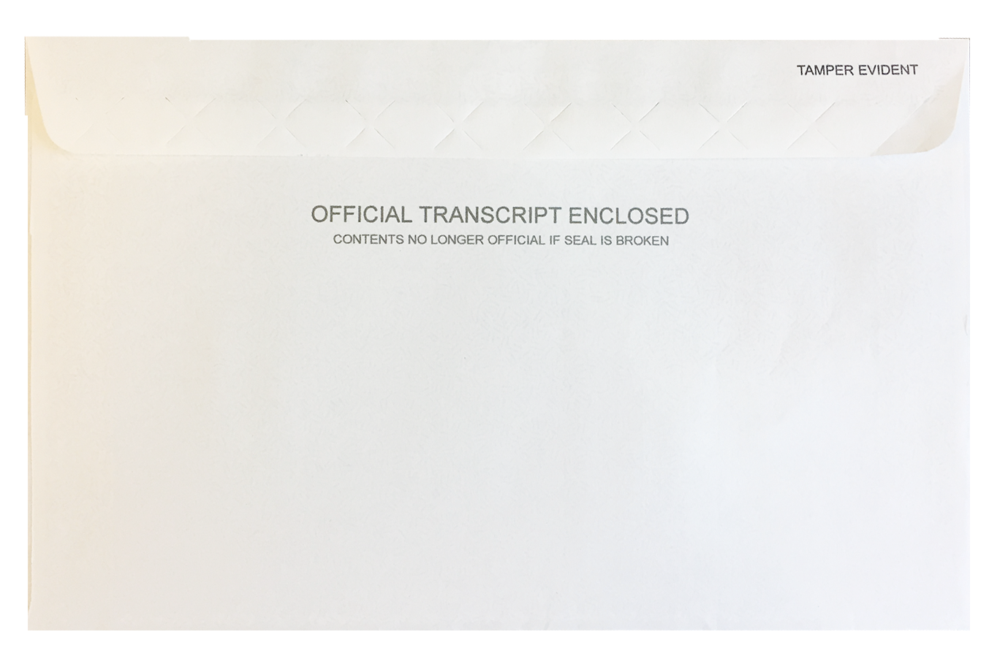 TAMPER EVIDENT
OFFICIAL TRANSCRIPT ENCLOSED
CONTENTS NO LONGER OFFICIAL IF SEAL IS BROKEN